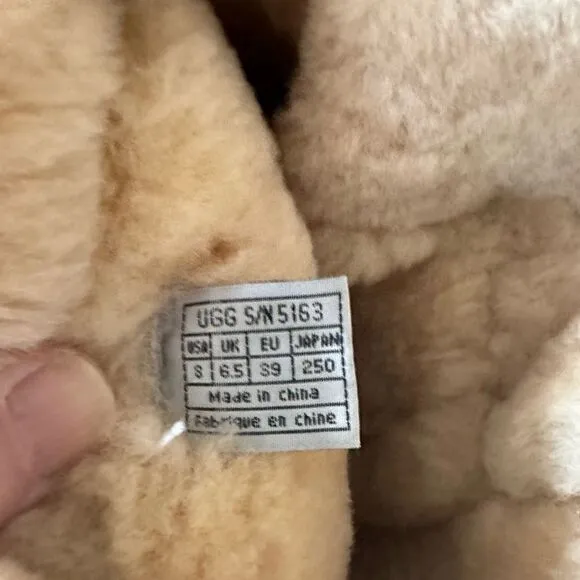 UGG S/N 5163
USA UK EU JAPAN
8 6.5 39 250
Made in China
Fabrique en chine